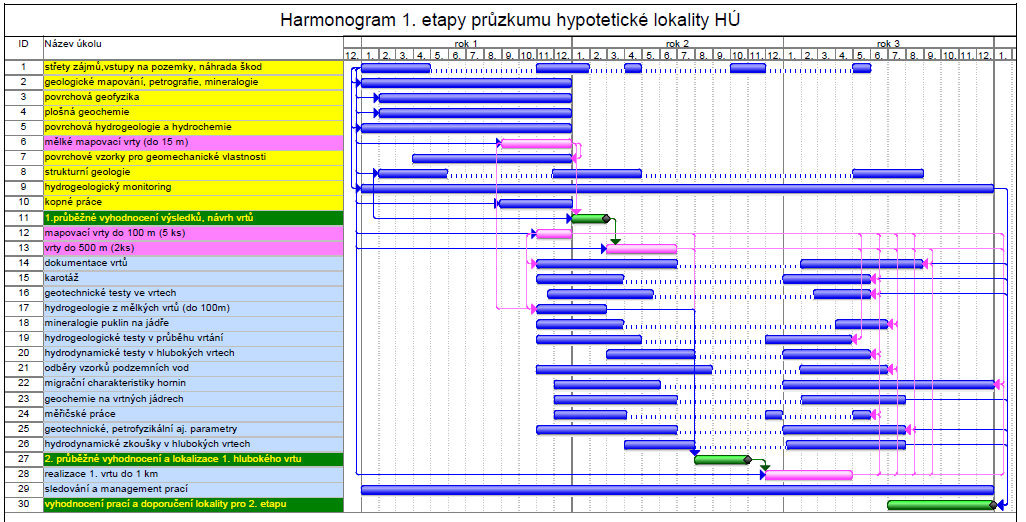 Harmonogram 1. etapy průzkumu hypotetické lokality HÚ
ID Název úkolu rok 1 rok 2 rok 3
12. 1. 2. 3. 4. 5. 6. 7. 8. 9. 10. 11. 12. 1. 2. 3. 4. 5. 6. 7. 8. 9. 10. 11. 12. 1. 2. 3. 4. 5. 6. 7. 8. 9. 10. 11. 12. 1.
1 střety zájmů,vstupy na pozemky, náhrada škod
2 geologické mapování, petrografie, mineralogie
3 povrchová geofyzika
4 plošná geochemie
5 povrchová hydrogeologie a hydrochemie
6 mělké mapovací vrty (do 15 m)
7 povrchové vzorky pro geomechanické vlastnosti
8 strukturní geologie
9 hydrogeologický monitoring
10 kopné práce
11 1.průběžné vyhodnocení výsledků, návrh vrtů
12 mapovací vrty do 100 m (5 ks)
13 vrty do 500 m (2ks)
14 dokumentace vrtů
15 karotáž
16 geotechnické testy ve vrtech
17 hydrogeologie z mělkých vrtů (do 100m)
18 mineralogie puklin na jádře
19 hydrogeologické testy v průběhu vrtání
20 hydrodynamické testy v hlubokých vrtech
21 odběry vzorků podzemních vod
22 migrační charakteristiky hornin
23 geochemie na vrtných jádrech
24 měřičské práce
25 geotechnické, petrofyzikální aj. parametry
26 hydrodynamické zkoušky v hlubokých vrtech
27 2. průběžné vyhodnocení a lokalizace 1. hlubokého vrtu
28 realizace 1. vrtu do 1 km
29 sledování a management prací
30 vyhodnocení prací a doporučení lokality pro 2. etapu